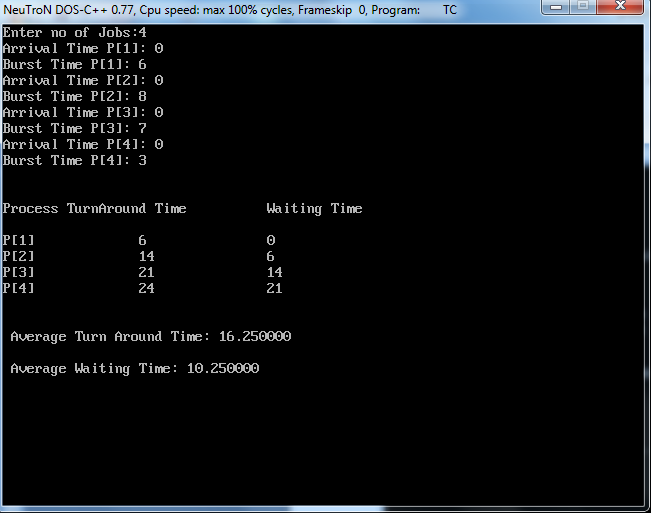 NeuTroN DOS-C++ 0.77, Cpu speed: max 100% cycles, Frameskip 0, Program: TC
Enter no of Jobs:4
Arrival Time P[1]: 0
Burst Time P[1]: 6
Arrival Time P[2]: 0
Burst Time P[2]: 8
Arrival Time P[3]: 0
Burst Time P[3]: 7
Arrival Time P[4]: 0
Burst Time P[4]: 3
Process TurnAround Time Waiting Time
P[1] 6 0
P[2] 14 6
P[3] 21 14
P[4] 24 21
Average Turn Around Time: 16.250000
Average Waiting Time: 10.250000